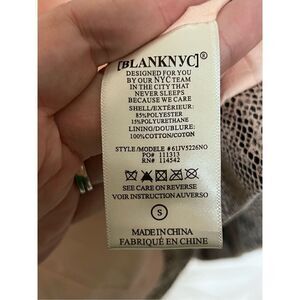 [BLANKNYC]®
DESIGNED FOR YOU
BY OUR NYC TEAM
IN THE CITY THAT
NEVER SLEEPS
BECAUSE WE CARE
SHELL/EXTÉRIEUR:
85%POLYESTER
15%POLYURETHANE
LINING/DOUBLURE:
100%COTTON/COTON
STYLE/MODELE #61JV5226NO
PO# 111313
RN# 114542
SEE CARE ON REVERSE
VOIR INSTRUCTION AUVERSO
S
MADE IN CHINA
FABRIQUÉ EN CHINE